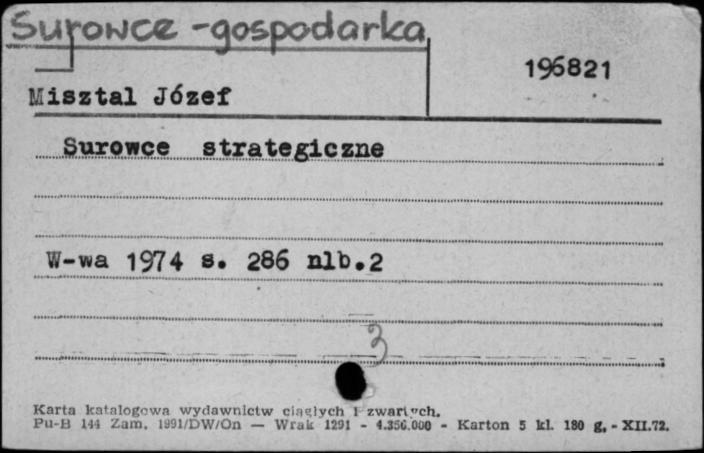 Surowce - gospodarka
196821
Misztal Józef
Surowce strategiczne
W-wa 1974 s. 286 nlb.2
3
Karta katalogowa wydawnictw ciągłych i zwartych.
Pu-B 144 Zam. 1991/DW/On — Wrak 1291 - 4.356.000 - Karton 5 kl. 180 g. - XII.72.